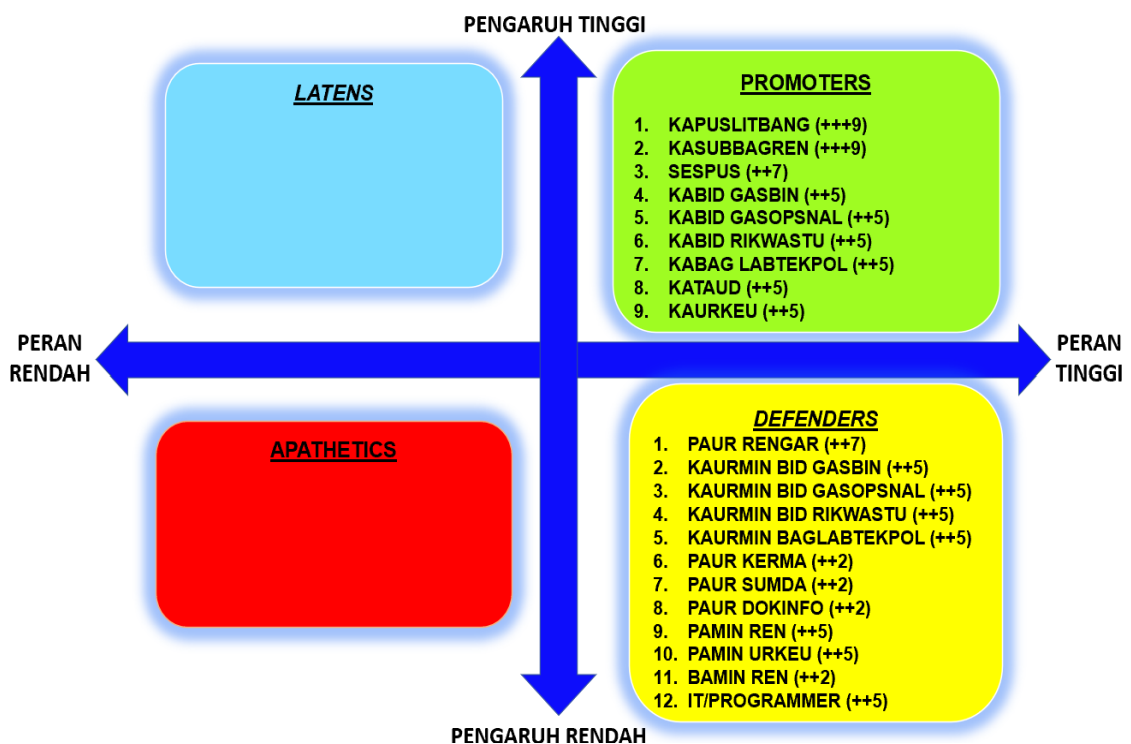 PENGARUH TINGGI
LATENS
PROMOTERS
1. KAPUSLITBANG (+++9)
2. KASUBBAGREN (+++9)
3. SESPUS (++7)
4. KABID GASBIN (++5)
5. KABID GASOPSNAL (++5)
6. KABID RIKWASTU (++5)
7. KABAG LABTEKPOL (++5)
8. KATAUD (++5)
9. KAURKEU (++5)
PERAN
RENDAH
PERAN
TINGGI
APATHETICS
DEFENDERS
1. PAUR RENGAR (++7)
2. KAURMIN BID GASBIN (++5)
3. KAURMIN BID GASOPSNAL (++5)
4. KAURMIN BID RIKWASTU (++5)
5. KAURMIN BAGLABTEKPOL (++5)
6. PAUR KERMA (++2)
7. PAUR SUMDA (++2)
8. PAUR DOKINFO (++2)
9. PAMIN REN (++5)
10. PAMIN URKEU (++5)
11. BAMIN REN (++2)
12. IT/PROGRAMMER (++5)
PENGARUH RENDAH